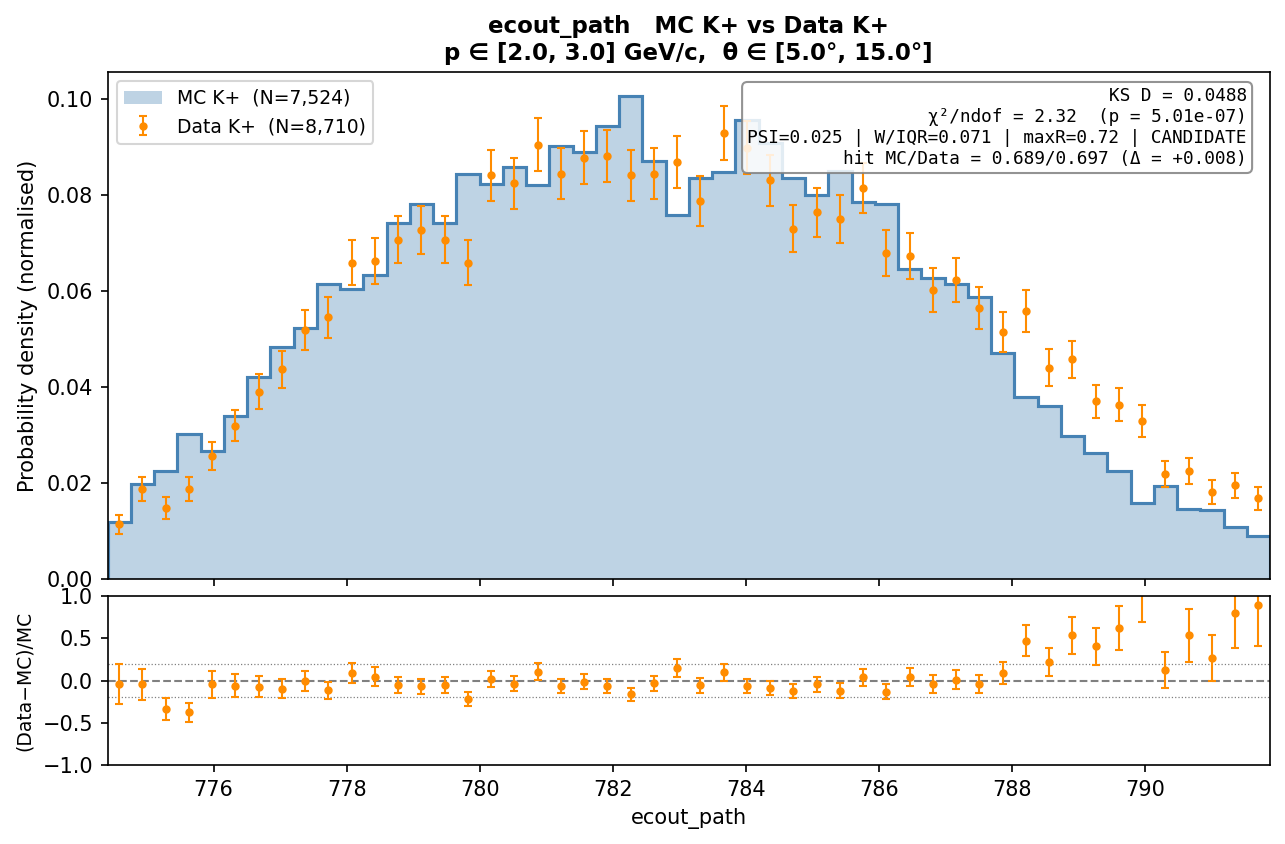 ecout_path   MC K+ vs Data K+
p ∈ [2.0, 3.0] GeV/c,  θ ∈ [5.0°, 15.0°]
MC K+  (N=7,524)
Data K+  (N=8,710)
KS D = 0.0488
χ²/ndof = 2.32  (p = 5.01e-07)
PSI=0.025 | W/IQR=0.071 | maxR=0.72 | CANDIDATE
hit MC/Data = 0.689/0.697 (Δ = +0.008)
Probability density (normalised)
0.10
0.08
0.06
0.04
0.02
0.00
(Data−MC)/MC
1.0
0.5
0.0
−0.5
−1.0
776 778 780 782 784 786 788 790
ecout_path